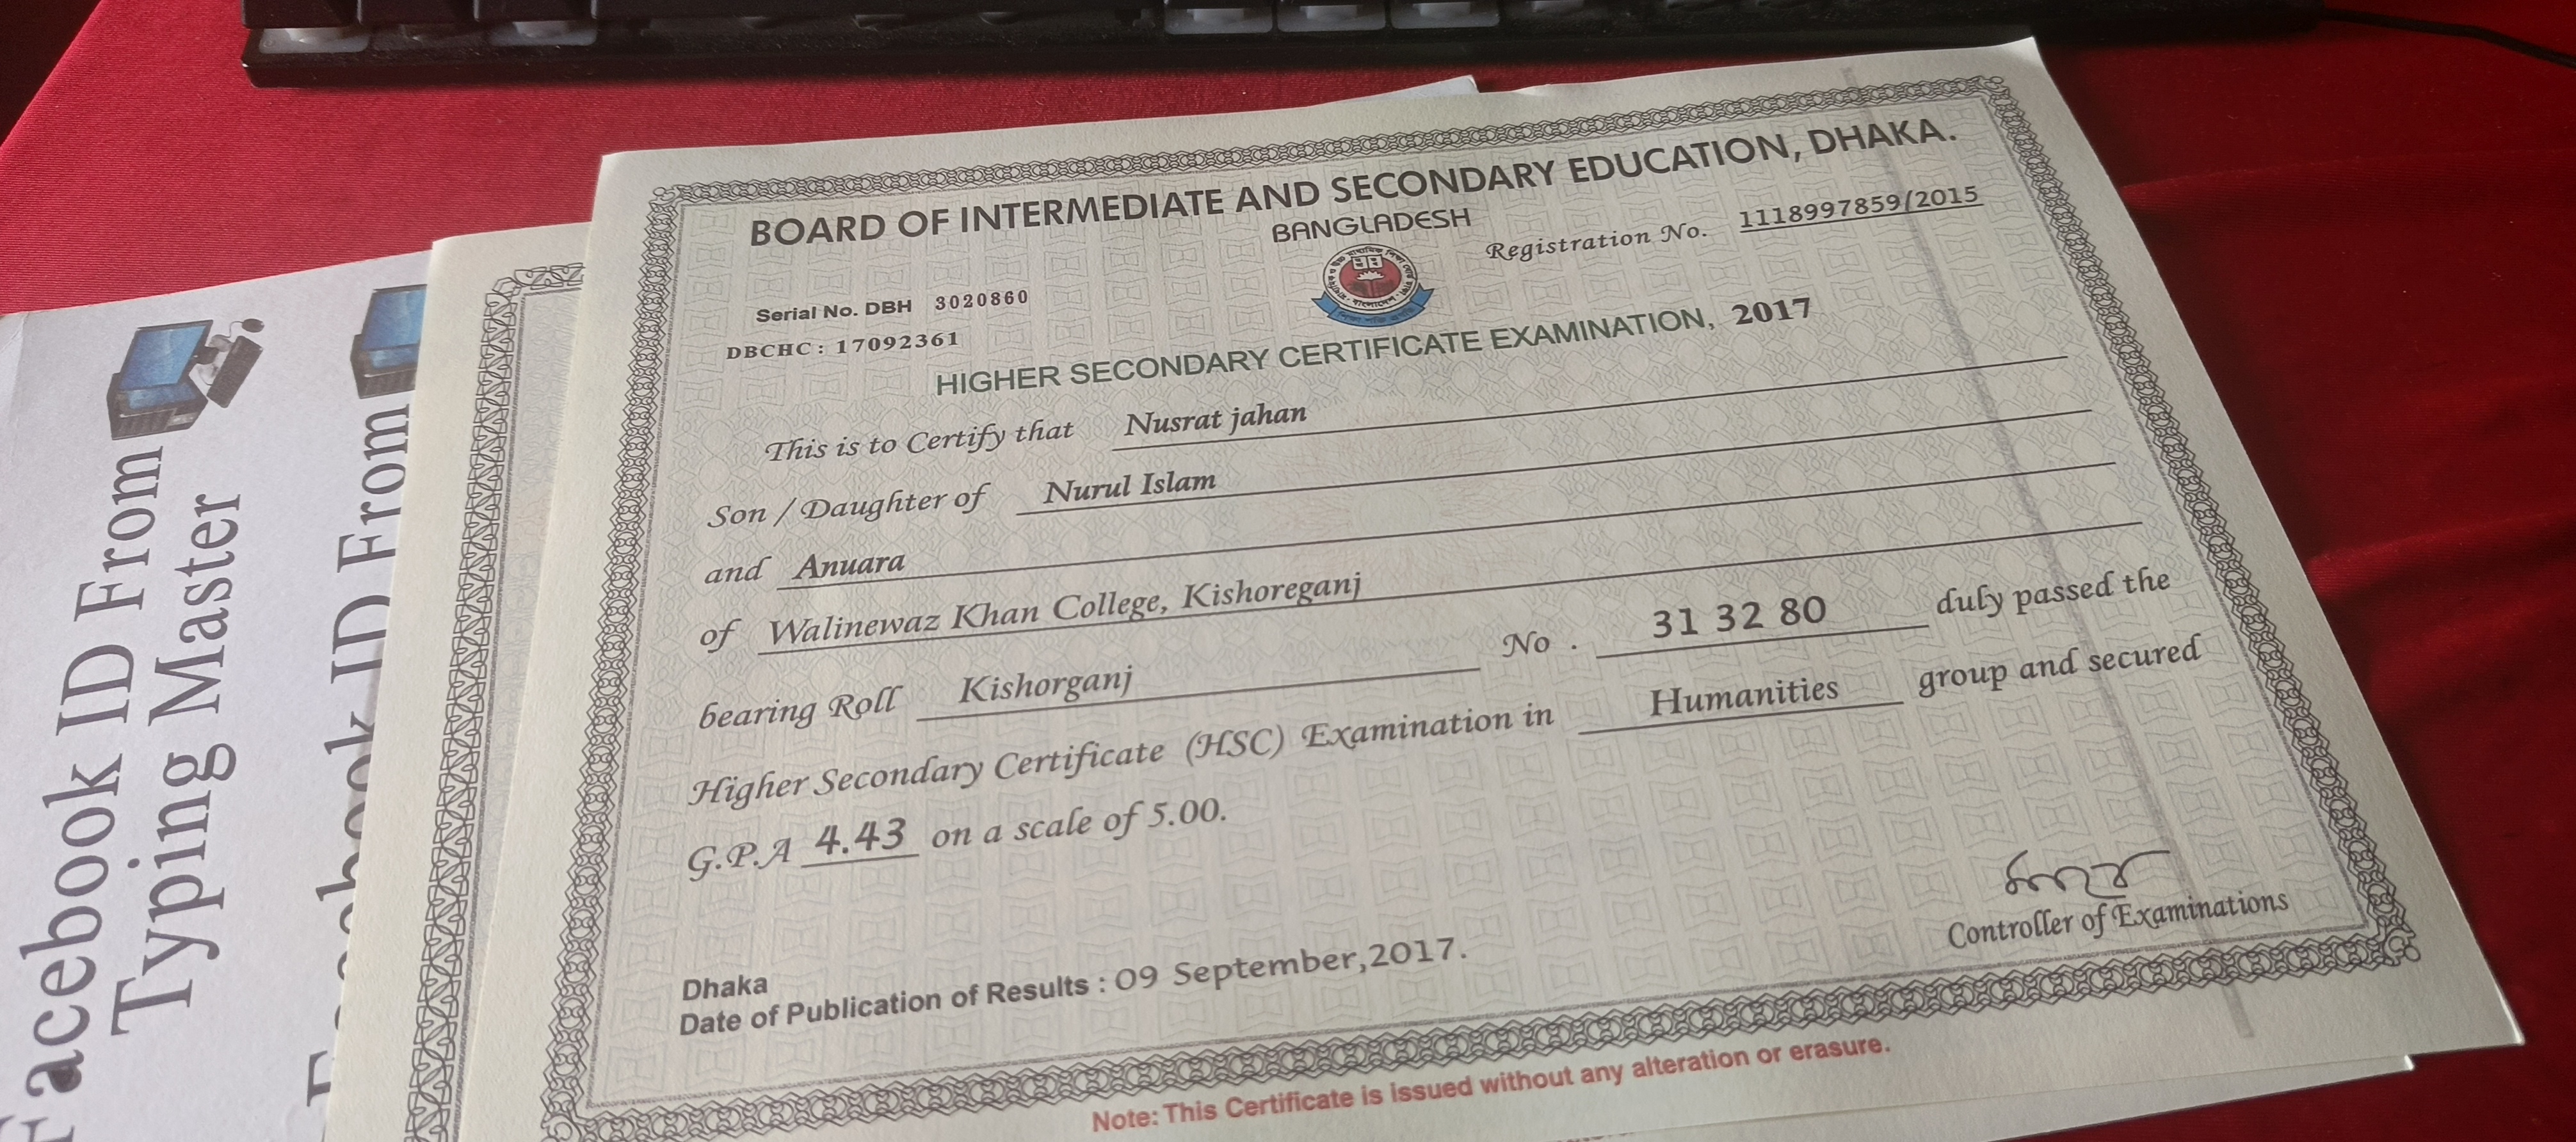 BOARD OF INTERMEDIATE AND SECONDARY EDUCATION, DHAKA.
BANGLADESH
Registration No. 1118997859/2015
Serial No. DBH 3020860
DBCHC : 17092361
HIGHER SECONDARY CERTIFICATE EXAMINATION, 2017
This is to Certify that Nusrat jahan
Son / Daughter of Nurul Islam
and Anuara
of Walinewaz Khan College, Kishoreganj
bearing Roll Kishorganj No . 31 32 80 duly passed the
Higher Secondary Certificate (HSC) Examination in Humanities group and secured
G.P.A 4.43 on a scale of 5.00.
Controller of Examinations
Dhaka
Date of Publication of Results : 09 September,2017.
Note: This Certificate is issued without any alteration or erasure.
Facebook ID From
Typing Master
Facebook ID From